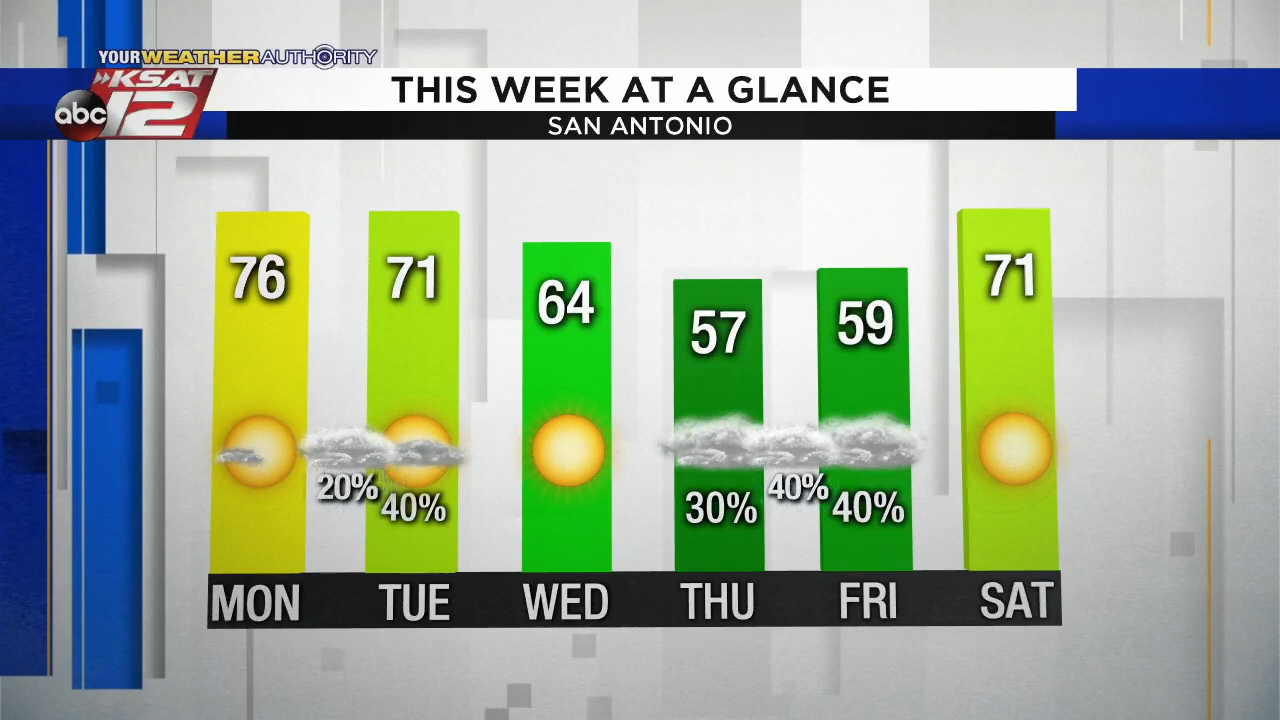 YOUR WEATHER AUTHORITY
KSAT
abc 12
THIS WEEK AT A GLANCE
SAN ANTONIO
76 71 64 57 59 71
20% 40% 30% 40% 40%
MON TUE WED THU FRI SAT